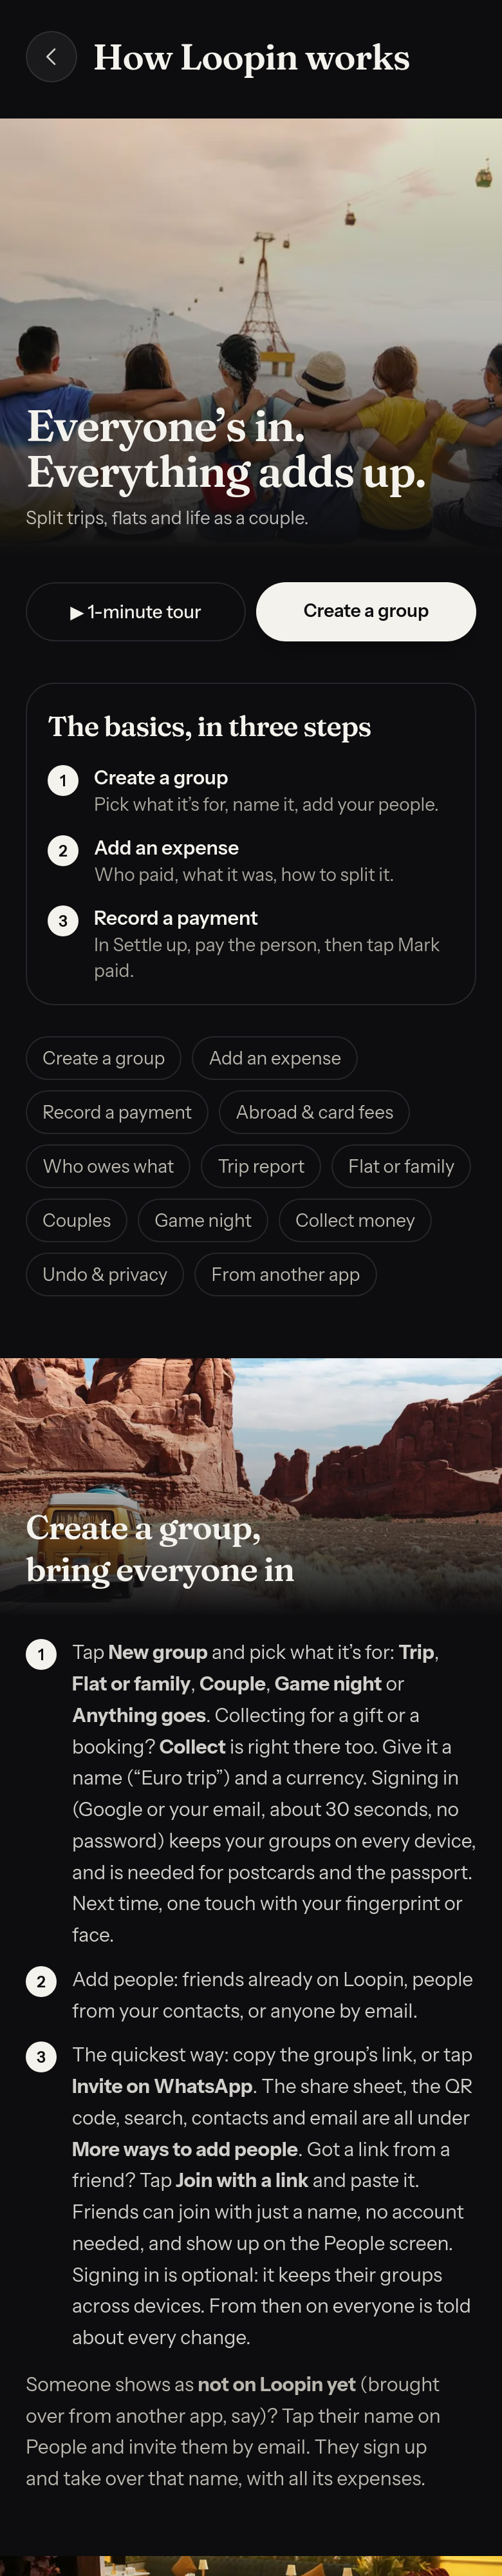 How Loopin works
Everyone’s in.
Everything adds up.
Split trips, flats and life as a couple.
▶ 1-minute tour
Create a group
The basics, in three steps
1 Create a group
Pick what it’s for, name it, add your people.
2 Add an expense
Who paid, what it was, how to split it.
3 Record a payment
In Settle up, pay the person, then tap Mark
paid.
Create a group Add an expense
Record a payment Abroad & card fees
Who owes what Trip report Flat or family
Couples Game night Collect money
Undo & privacy From another app
Create a group,
bring everyone in
1 Tap New group and pick what it’s for: Trip,
Flat or family, Couple, Game night or
Anything goes. Collecting for a gift or a
booking? Collect is right there too. Give it a
name (“Euro trip”) and a currency. Signing in
(Google or your email, about 30 seconds, no
password) keeps your groups on every device,
and is needed for postcards and the passport.
Next time, one touch with your fingerprint or
face.
2 Add people: friends already on Loopin, people
from your contacts, or anyone by email.
3 The quickest way: copy the group’s link, or tap
Invite on WhatsApp. The share sheet, the QR
code, search, contacts and email are all under
More ways to add people. Got a link from a
friend? Tap Join with a link and paste it.
Friends can join with just a name, no account
needed, and show up on the People screen.
Signing in is optional: it keeps their groups
across devices. From then on everyone is told
about every change.
Someone shows as not on Loopin yet (brought
over from another app, say)? Tap their name on
People and invite them by email. They sign up
and take over that name, with all its expenses.